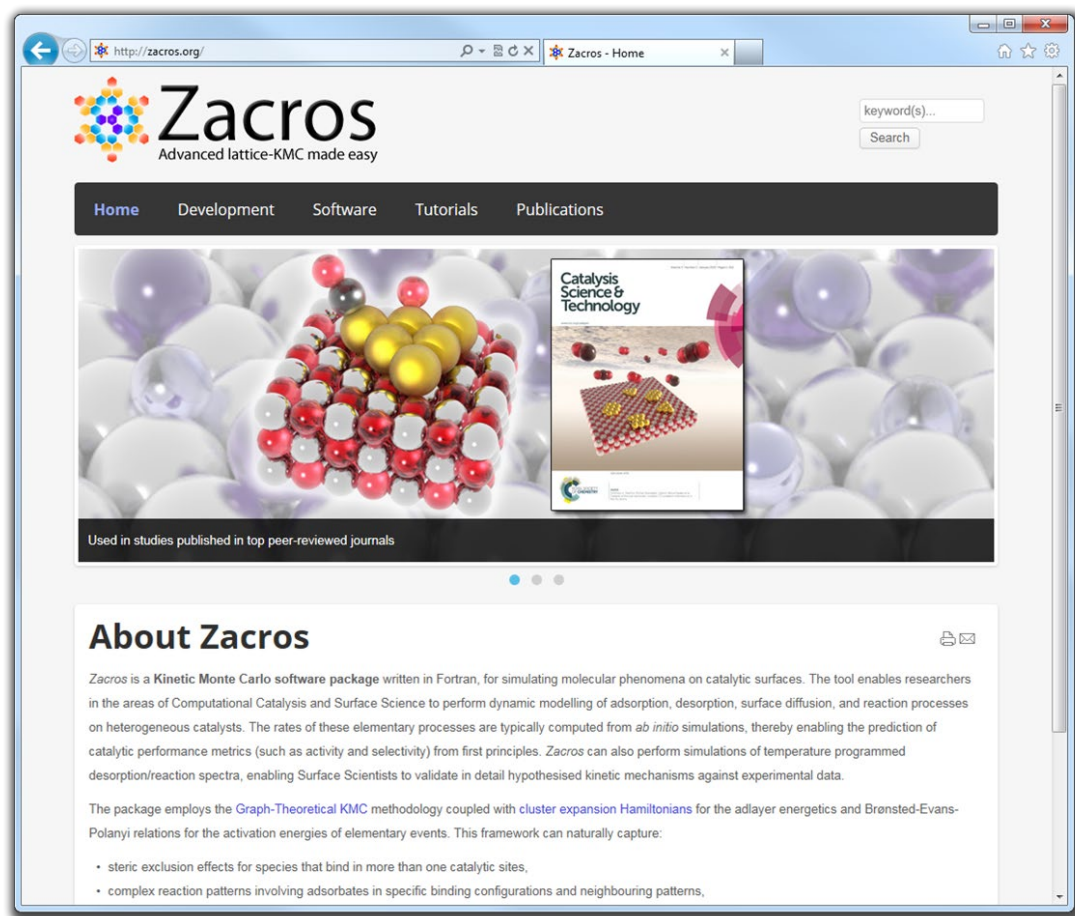 http://zacros.org/
Zacros - Home
Zacros
Advanced lattice-KMC made easy
keyword(s)...
Search
Home Development Software Tutorials Publications
Catalysis
Science &
Technology
Used in studies published in top peer-reviewed journals
About Zacros
Zacros is a Kinetic Monte Carlo software package written in Fortran, for simulating molecular phenomena on catalytic surfaces. The tool enables researchers
in the areas of Computational Catalysis and Surface Science to perform dynamic modelling of adsorption, desorption, surface diffusion, and reaction processes
on heterogeneous catalysts. The rates of these elementary processes are typically computed from ab initio simulations, thereby enabling the prediction of
catalytic performance metrics (such as activity and selectivity) from first principles. Zacros can also perform simulations of temperature programmed
desorption/reaction spectra, enabling Surface Scientists to validate in detail hypothesised kinetic mechanisms against experimental data.
The package employs the Graph-Theoretical KMC methodology coupled with cluster expansion Hamiltonians for the adlayer energetics and Brønsted-Evans-
Polanyi relations for the activation energies of elementary events. This framework can naturally capture:
• steric exclusion effects for species that bind in more than one catalytic sites,
• complex reaction patterns involving adsorbates in specific binding configurations and neighbouring patterns,